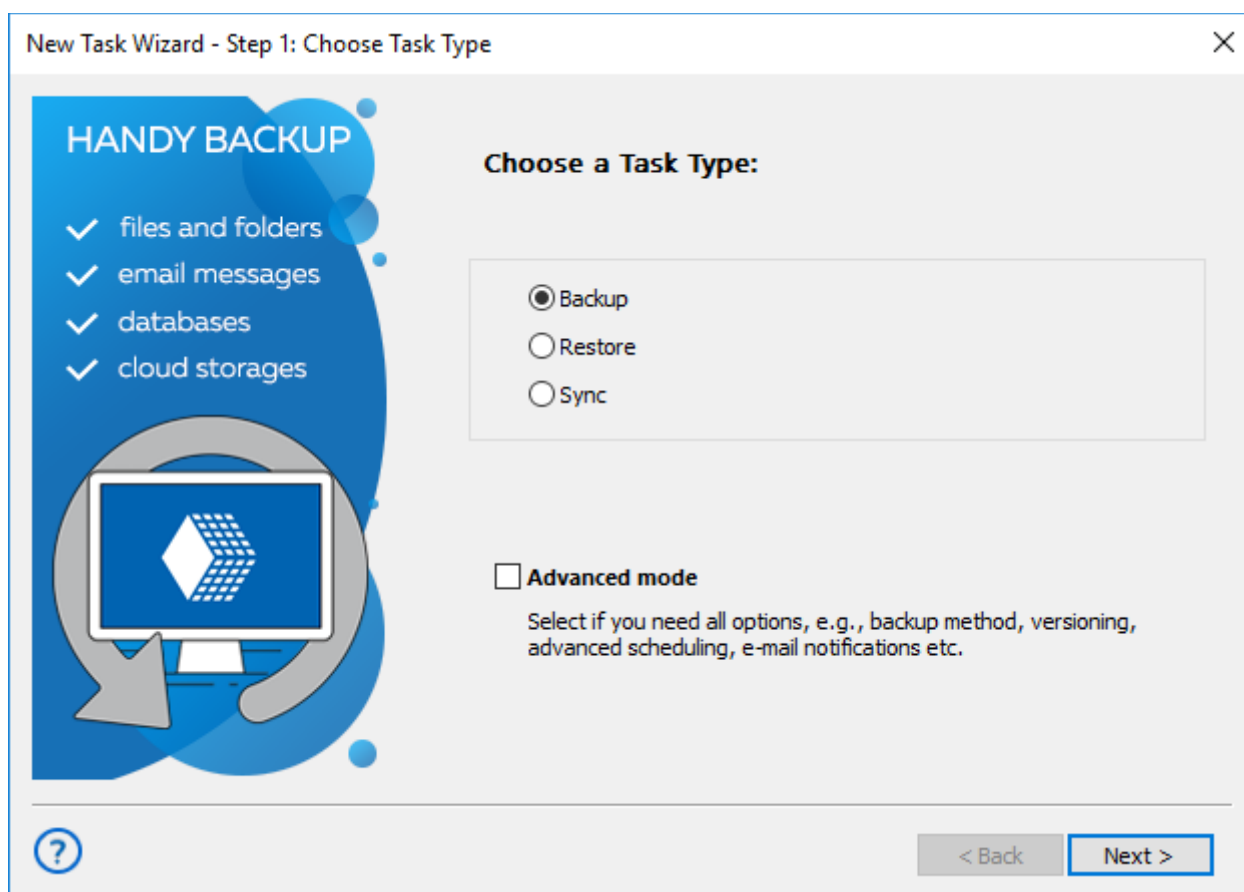 New Task Wizard - Step 1: Choose Task Type
HANDY BACKUP
files and folders
email messages
databases
cloud storages
Choose a Task Type:
Backup
Restore
Sync
Advanced mode
Select if you need all options, e.g., backup method, versioning,
advanced scheduling, e-mail notifications etc.
?
< Back
Next >